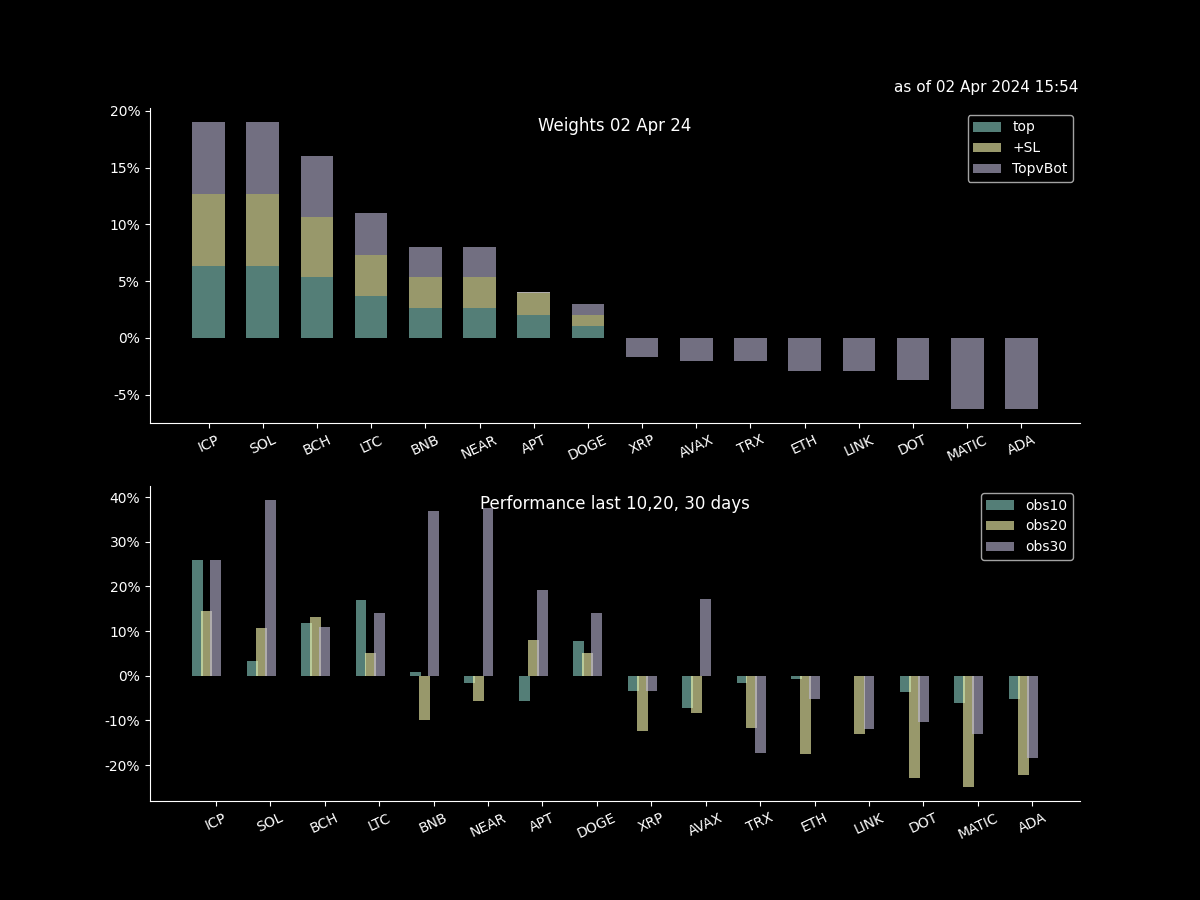 as of 02 Apr 2024 15:54
Weights 02 Apr 24
top
+SL
TopvBot
20%
15%
10%
5%
0%
-5%
ICP SOL BCH LTC BNB NEAR APT DOGE XRP AVAX TRX ETH LINK DOT MATIC ADA
Performance last 10,20, 30 days
obs10
obs20
obs30
40%
30%
20%
10%
0%
-10%
-20%
ICP SOL BCH LTC BNB NEAR APT DOGE XRP AVAX TRX ETH LINK DOT MATIC ADA